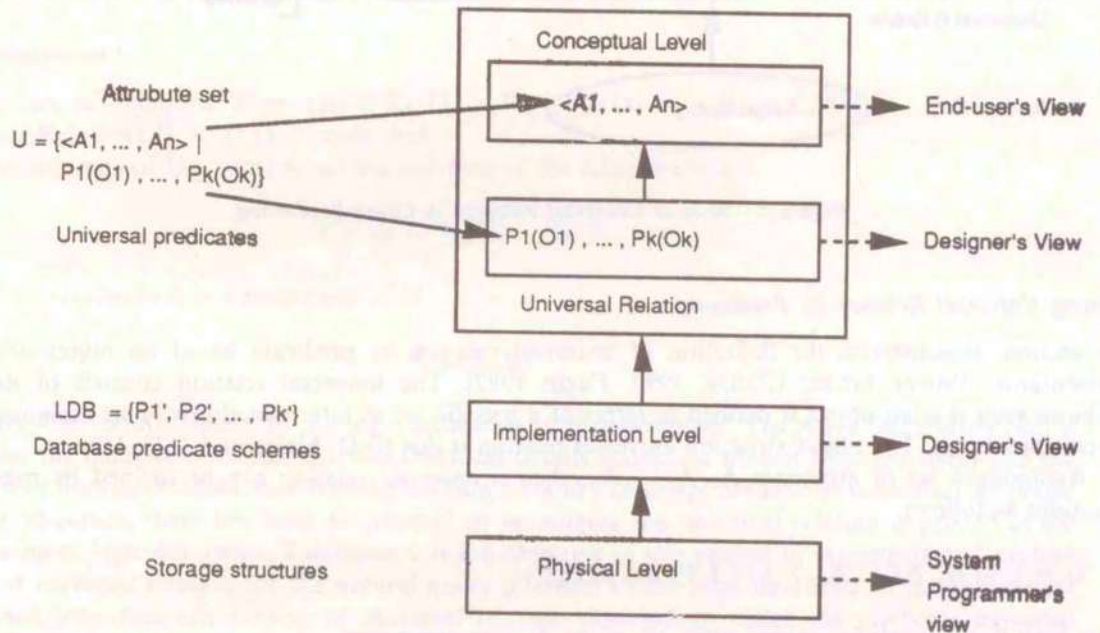 Conceptual Level
Attrubute set
<A1, ... , An>
End-user's View
U = {<A1, ... , An> |
P1(O1) , ... , Pk(Ok)}
Universal predicates
P1(O1) , ... , Pk(Ok)
Designer's View
Universal Relation
LDB = {P1', P2', ... , Pk'}
Database predicate schemes
Implementation Level
Designer's View
Storage structures
Physical Level
System
Programmer's
view